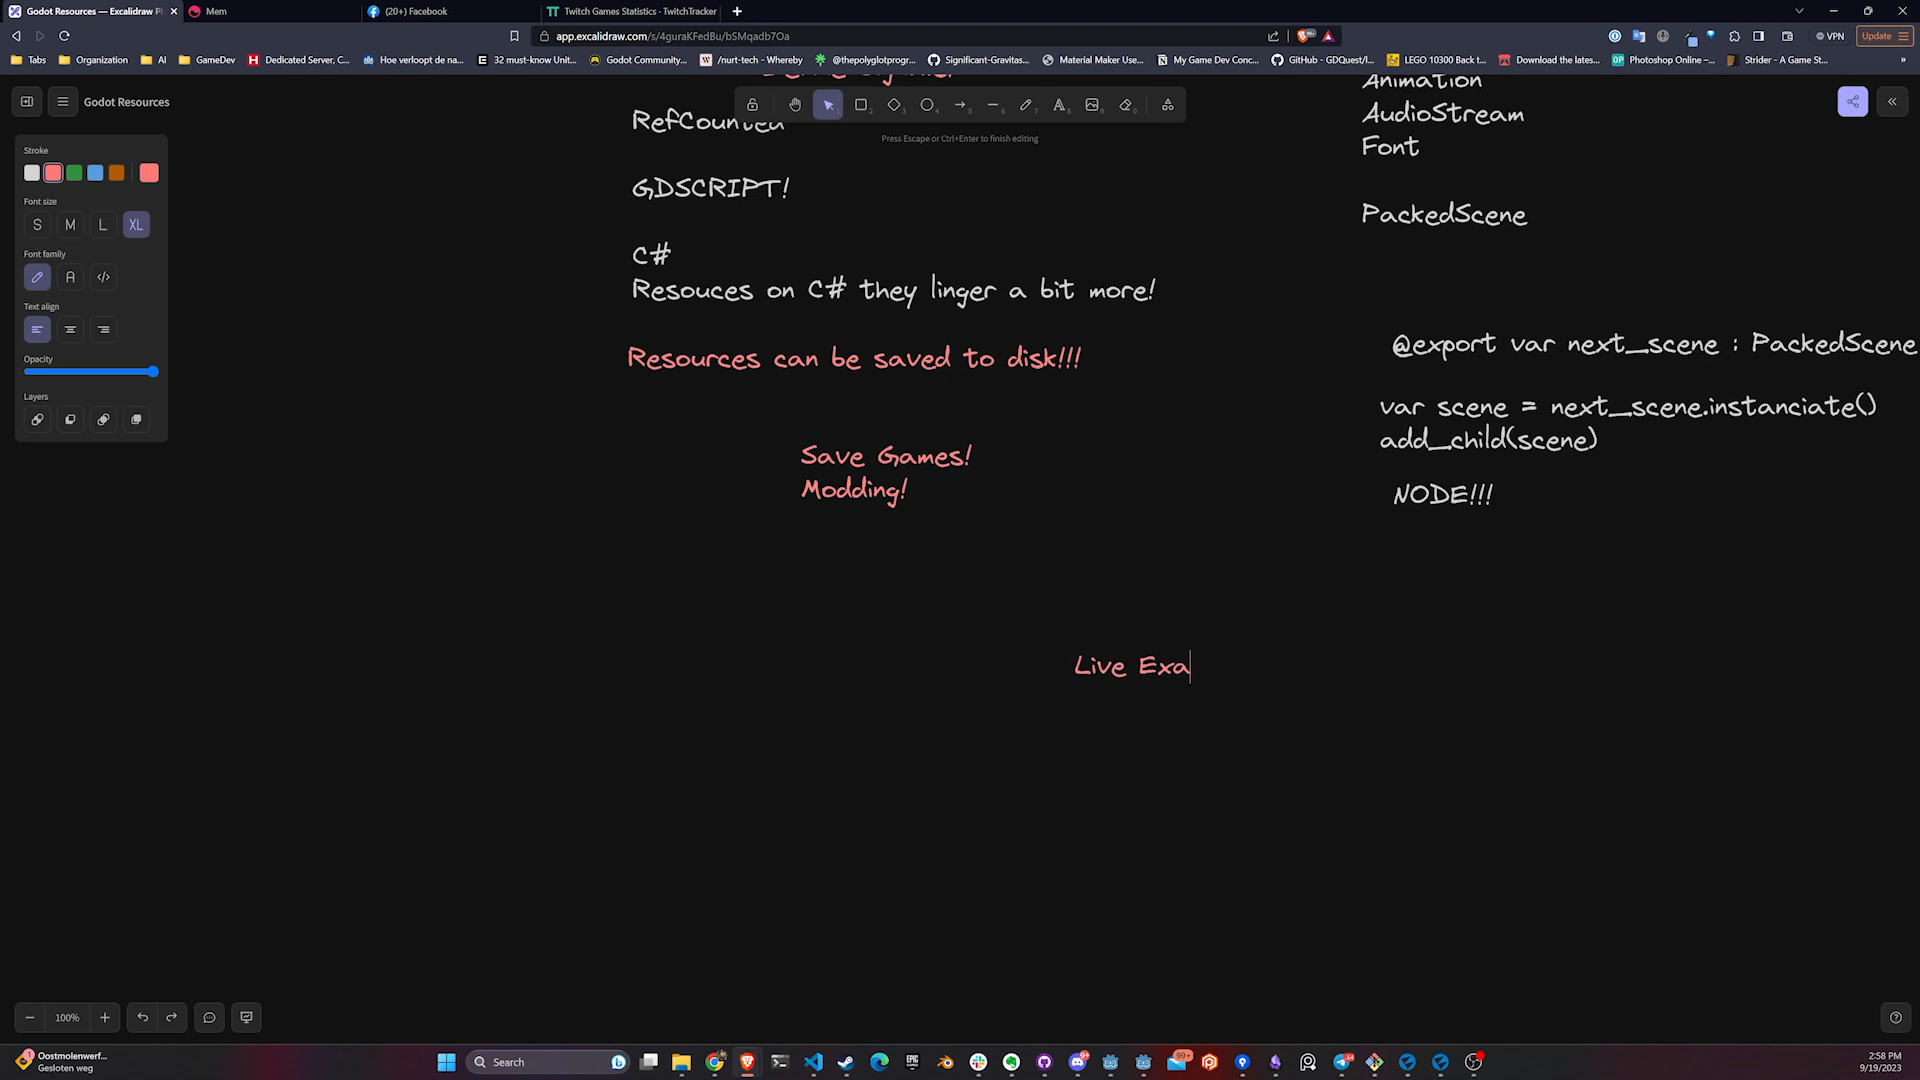 Godot Resources — Excalidraw Pl
Mem
(20+) Facebook
Twitch Games Statistics · TwitchTracker
app.excalidraw.com/s/4guraKFedBu/bSMqadb7Oa
VPN
Update
Tabs
Organization
AI
GameDev
Dedicated Server, C...
Hoe verloopt de na...
32 must-know Unit...
Godot Community...
/nurt-tech - Whereby
@thepolyglotprogr...
Significant-Gravitas...
Material Maker Use...
My Game Dev Conc...
GitHub - GDQuest/l...
LEGO 10300 Back t...
Download the lates...
Photoshop Online –...
Strider - A Game St...
Godot Resources
Press Escape or Ctrl+Enter to finish editing
Stroke
Font size
S M L XL
Font family
Text align
Opacity
Layers
RefCounted
GDSCRIPT!
C#
Resouces on C# they linger a bit more!
Resources can be saved to disk!!!
Save Games!
Modding!
Live Exa
Animation
AudioStream
Font
PackedScene
@export var next_scene : PackedScene
var scene = next_scene.instanciate()
add_child(scene)
NODE!!!
100%
Oostmolenwerf...
Gesloten weg
Search
2:58 PM
9/19/2023